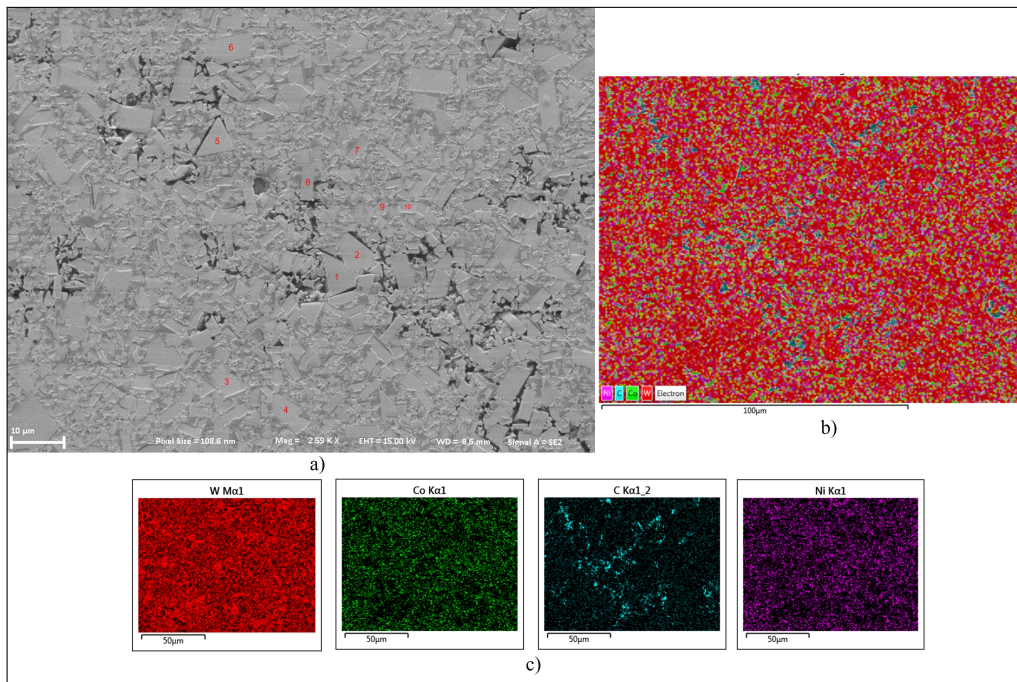 6
5
7
8
9 10
2
1
3
4
10 µm
Pixel Size = 108.6 nm Mag = 2.59 K X EHT = 15.00 kV WD = 8.6 mm Signal A = SE2
a)
Ni C Co W Electron
100µm
b)
W Mα1 Co Kα1 C Kα1_2 Ni Kα1
50µm 50µm 50µm 50µm
c)